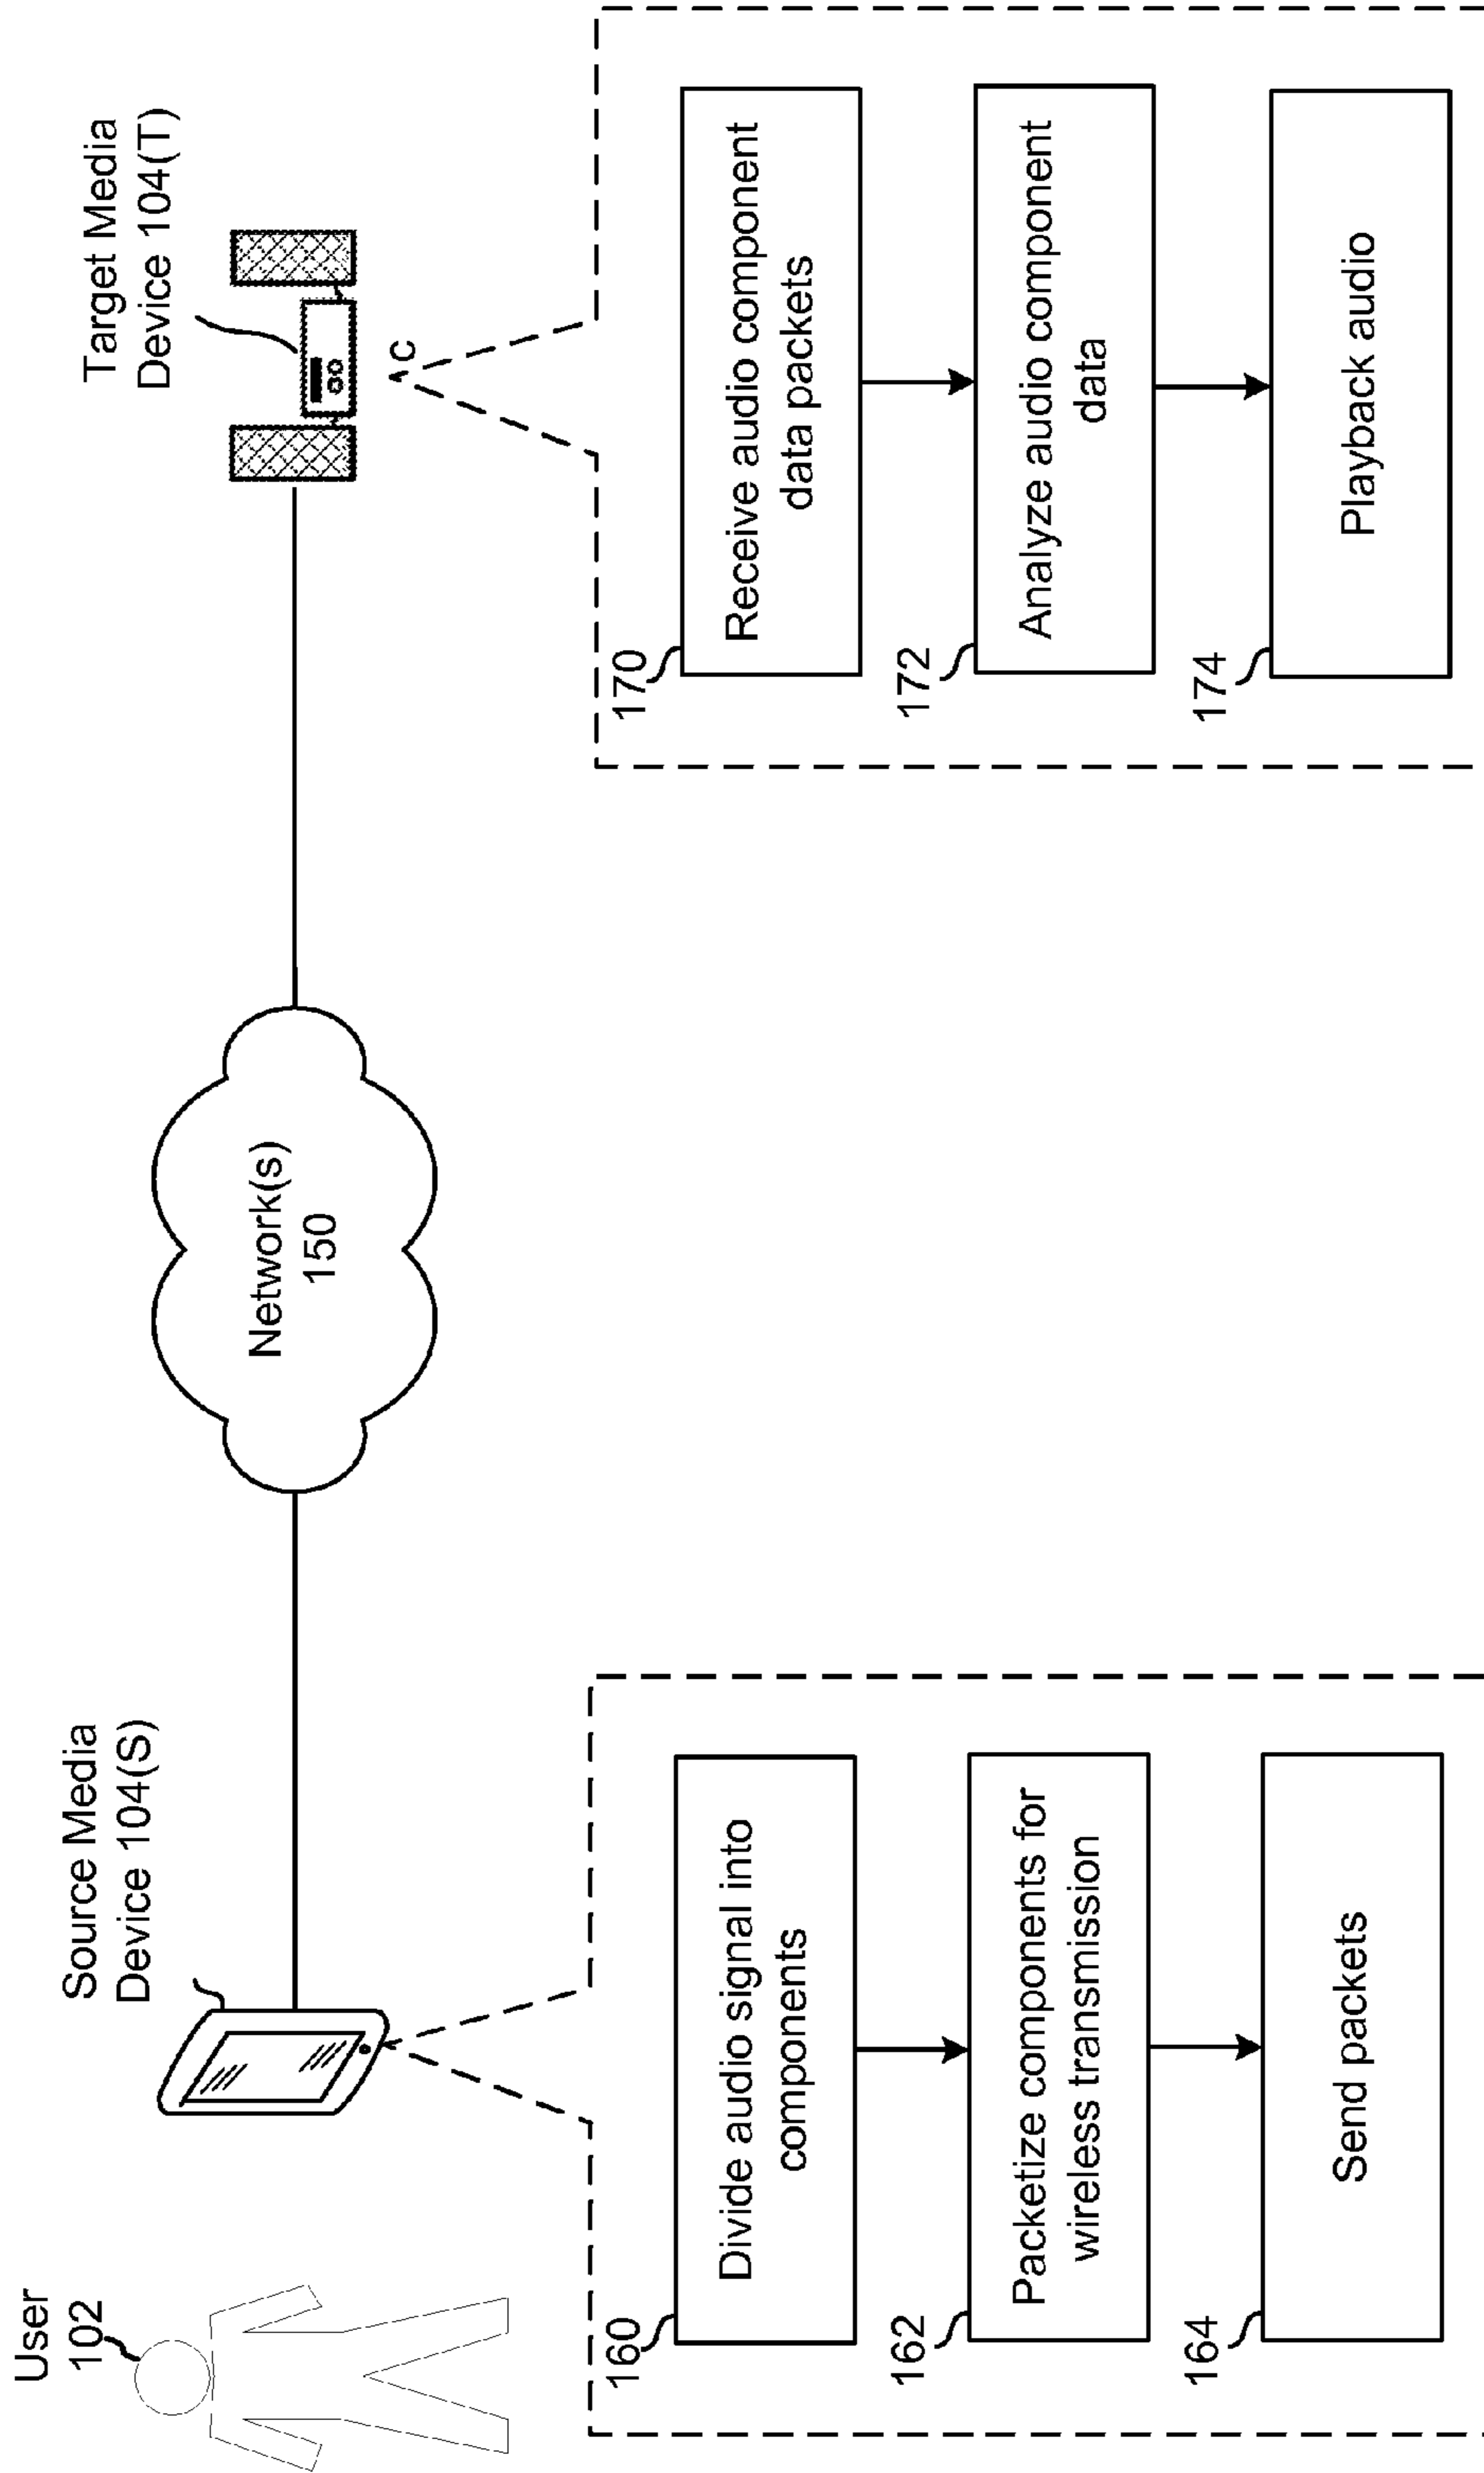 User
102
Source Media
Device 104(S)
Network(s)
150
Target Media
Device 104(T)
c
160
Divide audio signal into
components
162
Packetize components for
wireless transmission
164
Send packets
170
Receive audio component
data packets
172
Analyze audio component
data
174
Playback audio